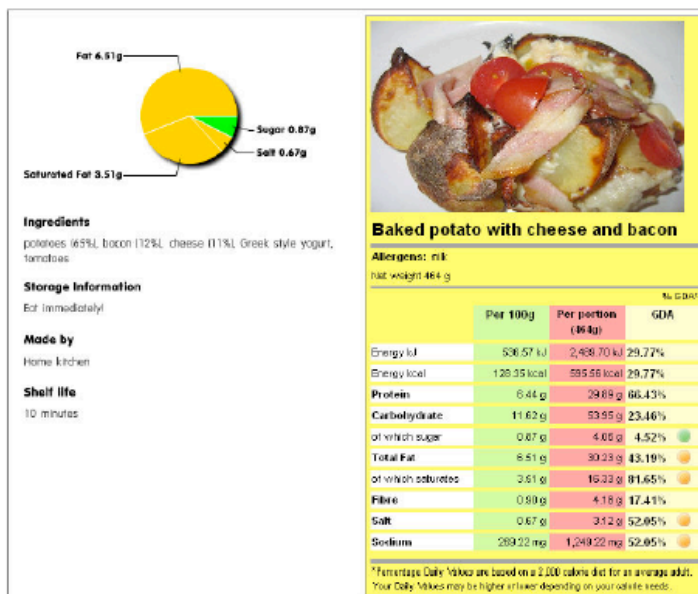 Fat 6.51g
Sugar 0.87g
Salt 0.67g
Saturated Fat 3.51g
Ingredients
potatoes (65%), bacon (12%), cheese (11%), Greek style yogurt,
tomatoes
Storage Information
Eat immediately!
Made by
Home kitchen
Shelf life
10 minutes
Baked potato with cheese and bacon
Allergens: milk
Net weight 464 g
% GDA*
Per 100g Per portion GDA
(464g)
Energy kJ 536.57 kJ 2,489.70 kJ 29.77%
Energy kcal 128.35 kcal 595.56 kcal 29.77%
Protein 6.44 g 29.89 g 66.43%
Carbohydrate 11.62 g 53.95 g 23.46%
of which sugar 0.87 g 4.06 g 4.52%
Total Fat 6.51 g 30.23 g 43.19%
of which saturates 16.33 g 81.65%
Fibre 0.90 g 4.18 g 17.41%
Salt 0.67 g 3.12 g 52.05%
Sodium 269.22 mg 1,249.22 mg 52.05%
*Percentage Daily Values are based on a 2,000 calorie diet for an average adult.
Your Daily Values may be higher or lower depending on your calorie needs.